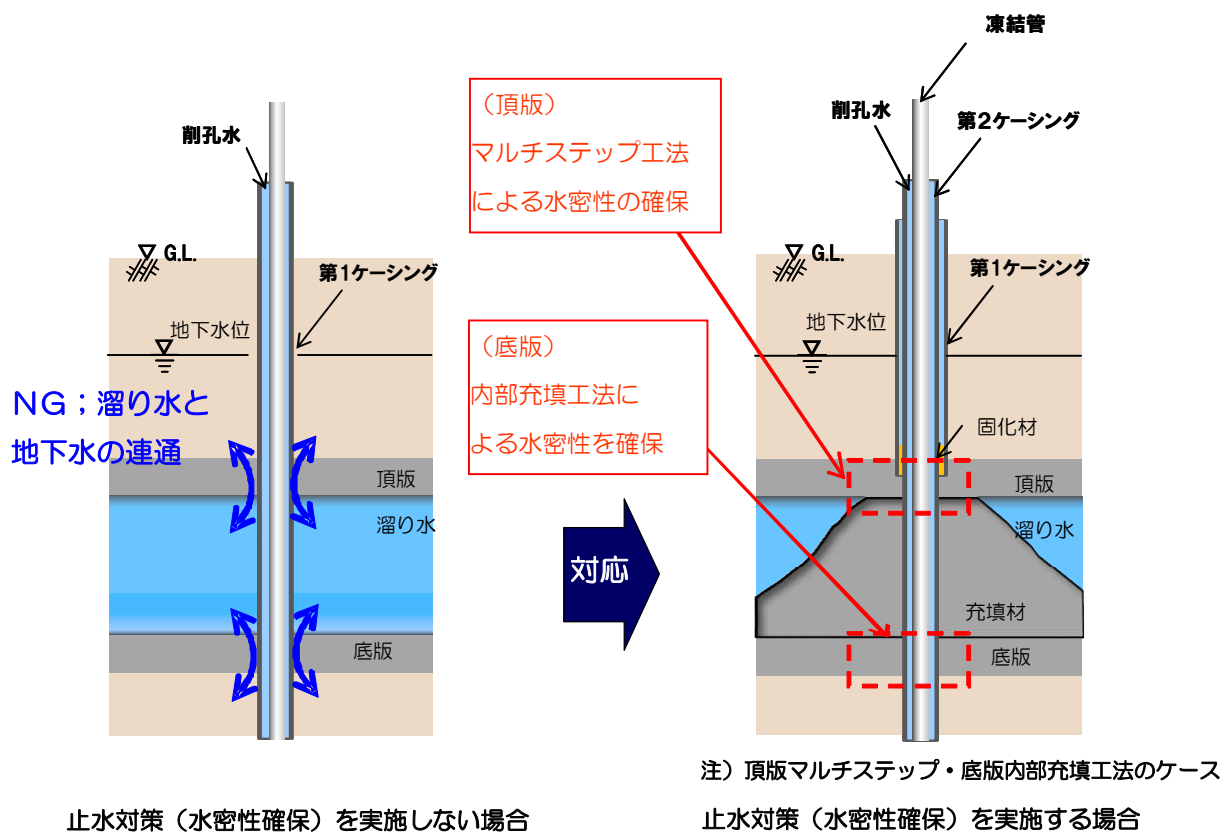 削孔水
G.L.
第1ケーシング
地下水位
NG；溜り水と
地下水の連通
頂版
溜り水
底版
止水対策（水密性確保）を実施しない場合
（頂版）
マルチステップ工法
による水密性の確保
（底版）
内部充填工法に
よる水密性を確保
対応
凍結管
削孔水
第2ケーシング
G.L.
第1ケーシング
地下水位
固化材
頂版
溜り水
充填材
底版
注）頂版マルチステップ・底版内部充填工法のケース
止水対策（水密性確保）を実施する場合